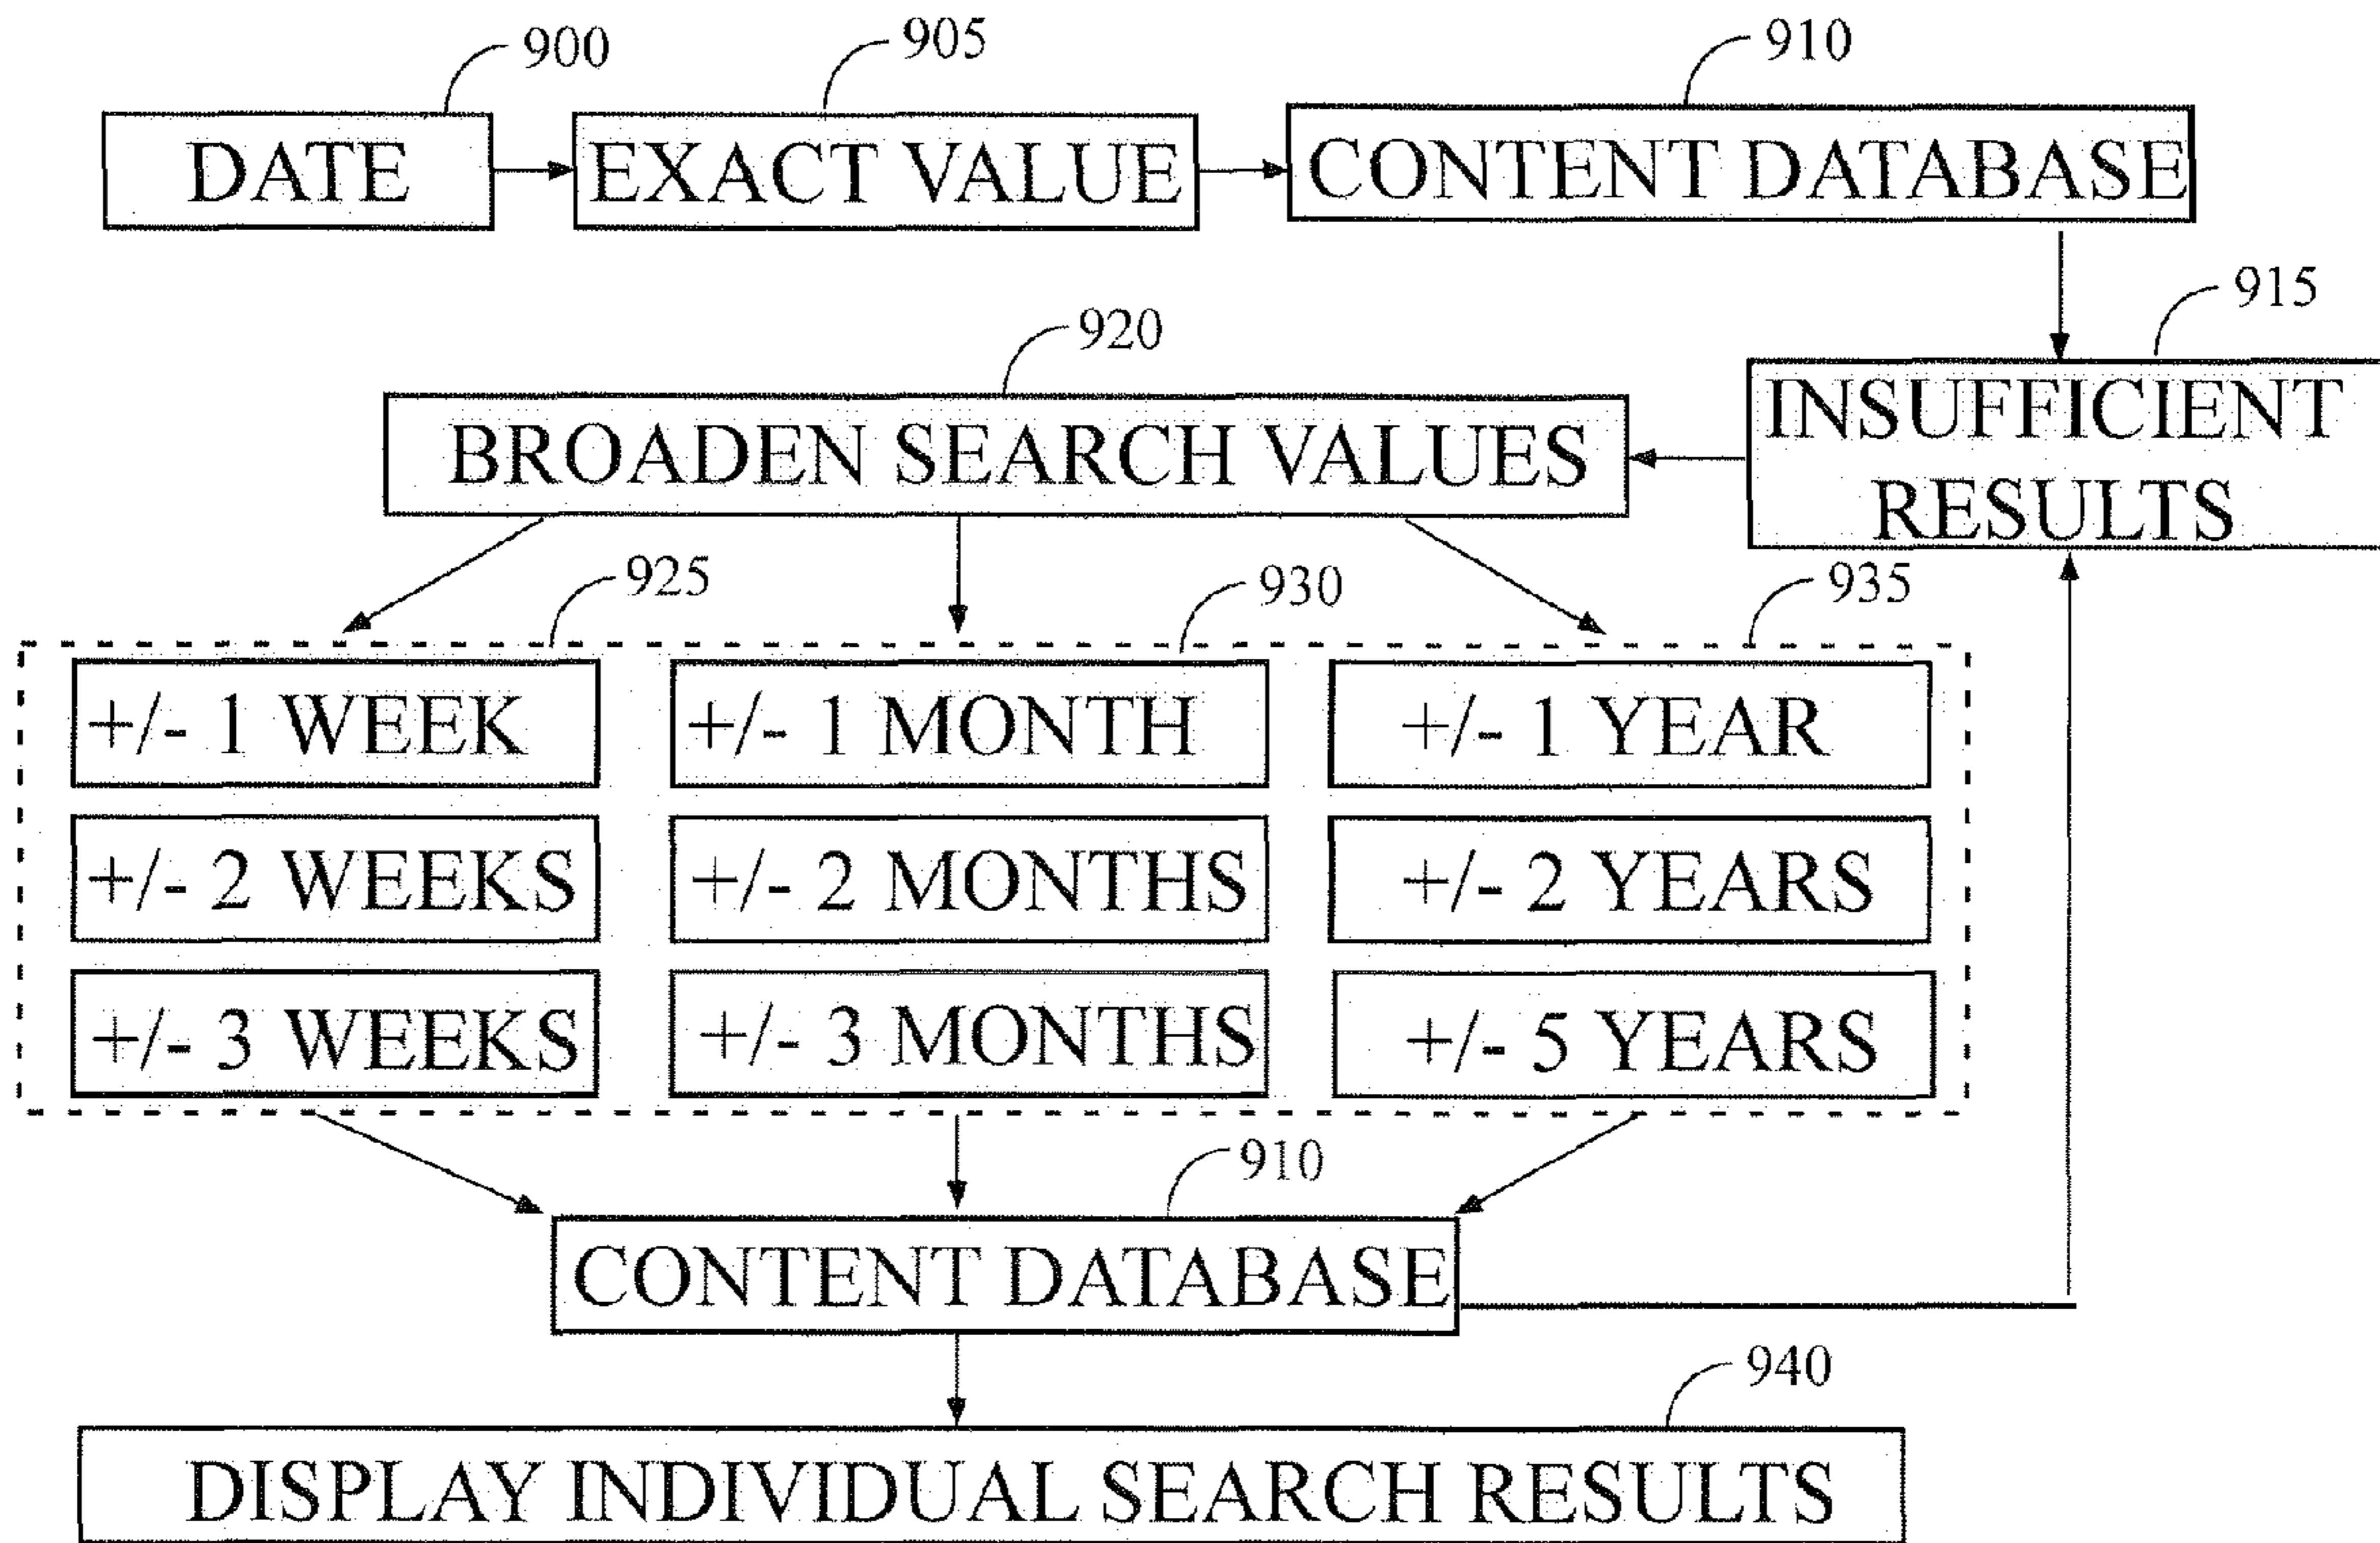 900
905
910
DATE
EXACT VALUE
CONTENT DATABASE
915
920
INSUFFICIENT
RESULTS
BROADEN SEARCH VALUES
925
930
935
+/- 1 WEEK
+/- 1 MONTH
+/- 1 YEAR
+/- 2 WEEKS
+/- 2 MONTHS
+/- 2 YEARS
+/- 3 WEEKS
+/- 3 MONTHS
+/- 5 YEARS
910
CONTENT DATABASE
940
DISPLAY INDIVIDUAL SEARCH RESULTS